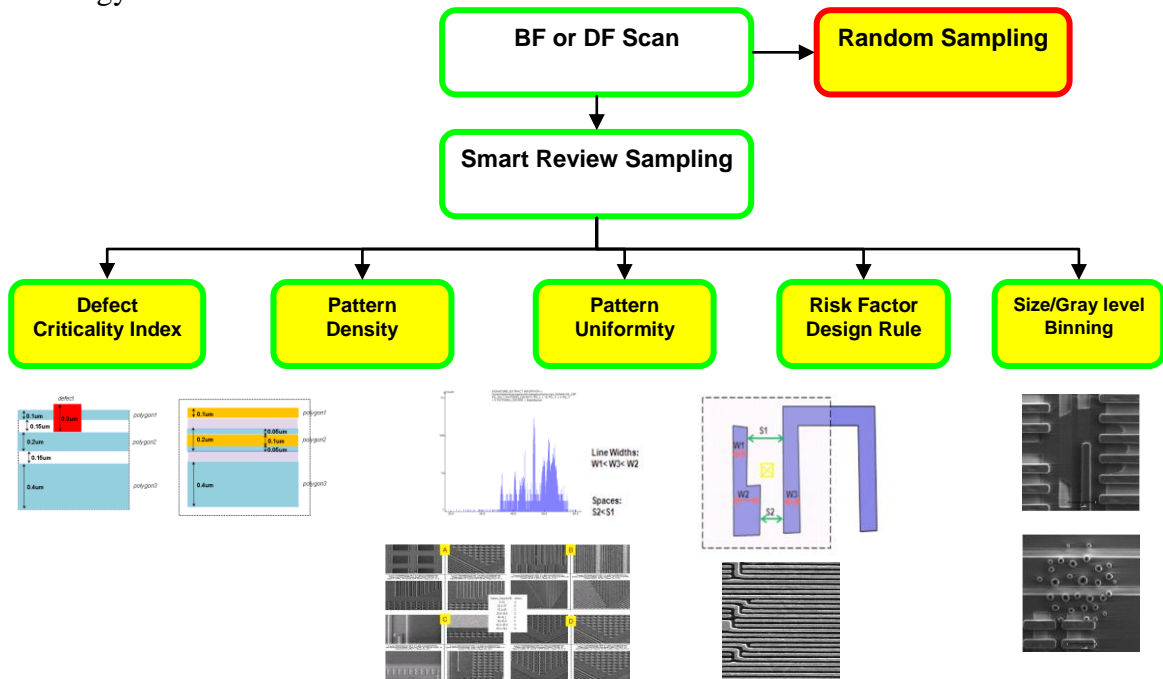 gy
BF or DF Scan
Random Sampling
Smart Review Sampling
Defect
Criticality Index
Pattern
Density
Pattern
Uniformity
Risk Factor
Design Rule
Size/Gray level
Binning
defect
0.1um
0.15um
0.2um
0.15um
0.4um
polygon1
polygon2
polygon3
0.1um
0.2um
0.05um
0.1um
0.05um
0.4um
polygon1
polygon2
polygon3
Line Widths:
W1< W3< W2
Spaces:
S2<S1
A
B
C
D
W1
S1
W2
W3
S2